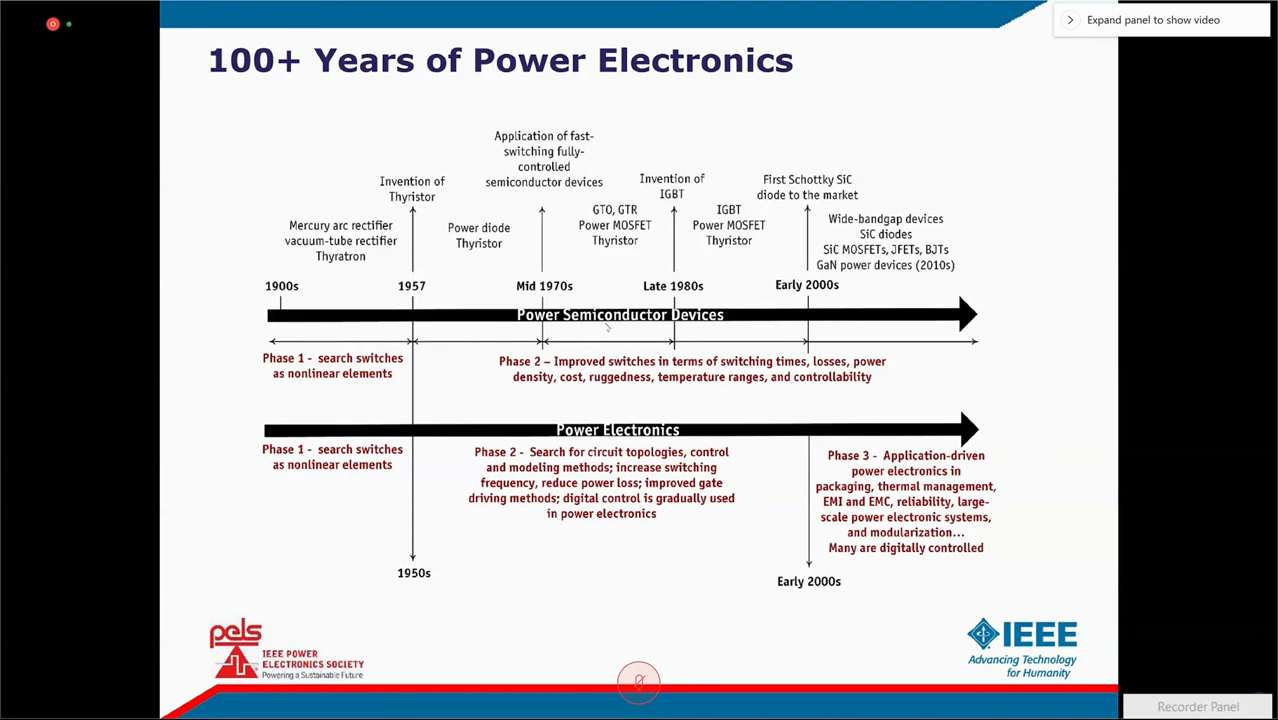 Expand panel to show video
100+ Years of Power Electronics
Application of fast-
switching fully-
controlled
semiconductor devices
Invention of
Thyristor
Invention of
IGBT
First Schottky SiC
diode to the market
Mercury arc rectifier
vacuum-tube rectifier
Thyratron
Power diode
Thyristor
GTO, GTR
Power MOSFET
Thyristor
IGBT
Power MOSFET
Thyristor
Wide-bandgap devices
SiC diodes
SiC MOSFETs, JFETs, BJTs
GaN power devices (2010s)
1900s
1957
Mid 1970s
Late 1980s
Early 2000s
Power Semiconductor Devices
Phase 1 - search switches
as nonlinear elements
Phase 2 – Improved switches in terms of switching times, losses, power
density, cost, ruggedness, temperature ranges, and controllability
Power Electronics
Phase 1 - search switches
as nonlinear elements
Phase 2 - Search for circuit topologies, control
and modeling methods; increase switching
frequency, reduce power loss; improved gate
driving methods; digital control is gradually used
in power electronics
Phase 3 - Application-driven
power electronics in
packaging, thermal management,
EMI and EMC, reliability, large-
scale power electronic systems,
and modularization...
Many are digitally controlled
1950s
Early 2000s
pels
IEEE POWER
ELECTRONICS SOCIETY
Powering a Sustainable Future
IEEE
Advancing Technology
for Humanity
Recorder Panel